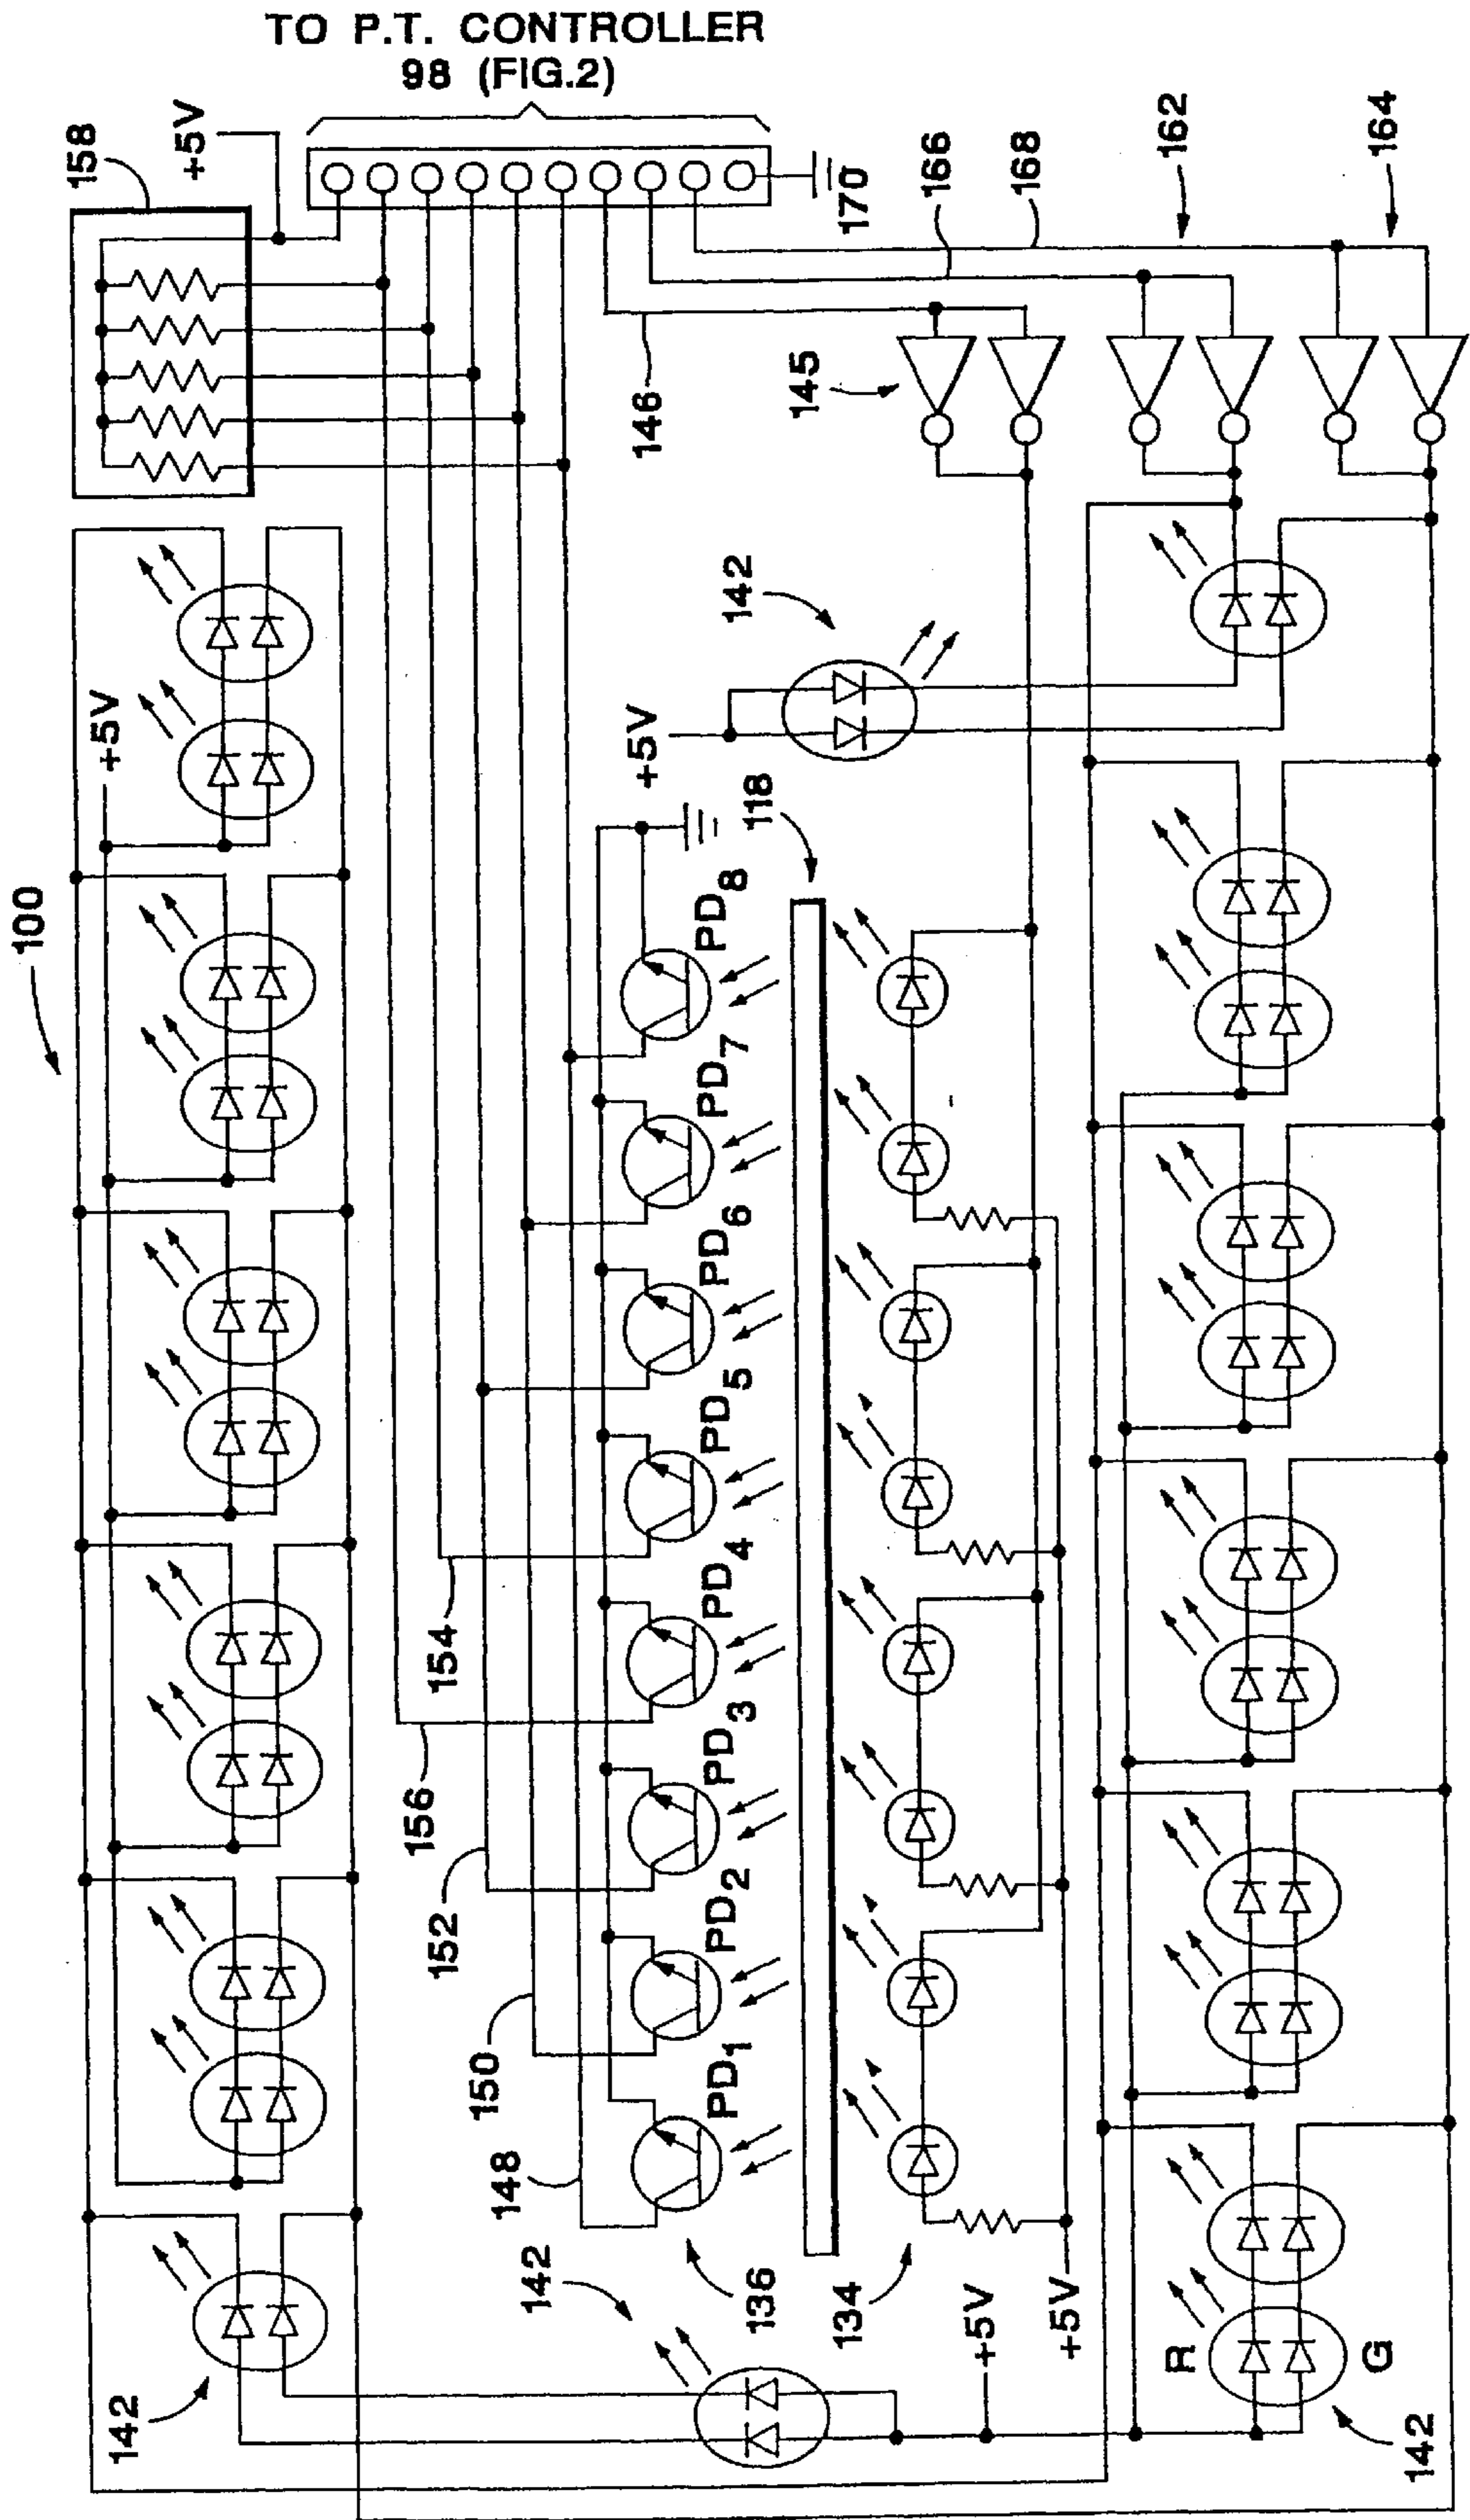 TO P.T. CONTROLLER
98 (FIG.2)
158
+5V
170
166
168
162
164
100
+5V
146
145
142
+5V
118
PD8
PD7
PD6
PD5
PD4
PD3
PD2
PD1
154
156
152
150
148
142
136
134
+5V
+5V
142
R
G
142